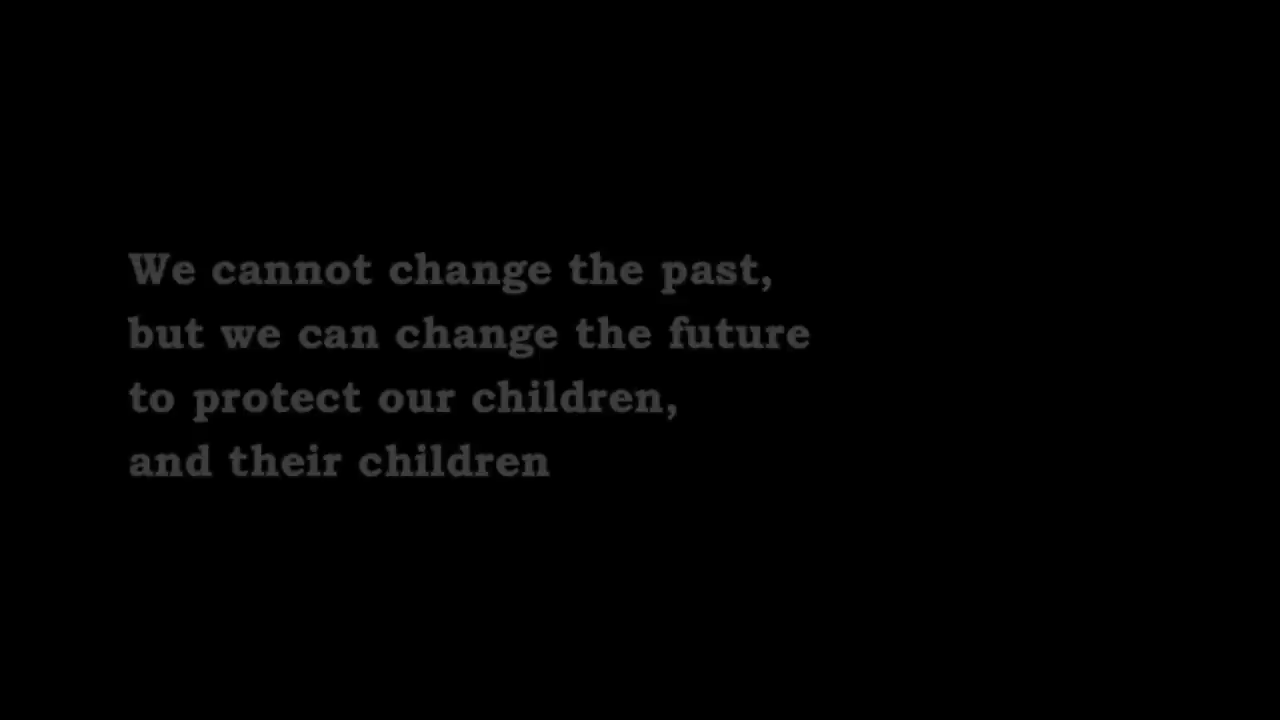 We cannot change the past,
but we can change the future
to protect our children,
and their children